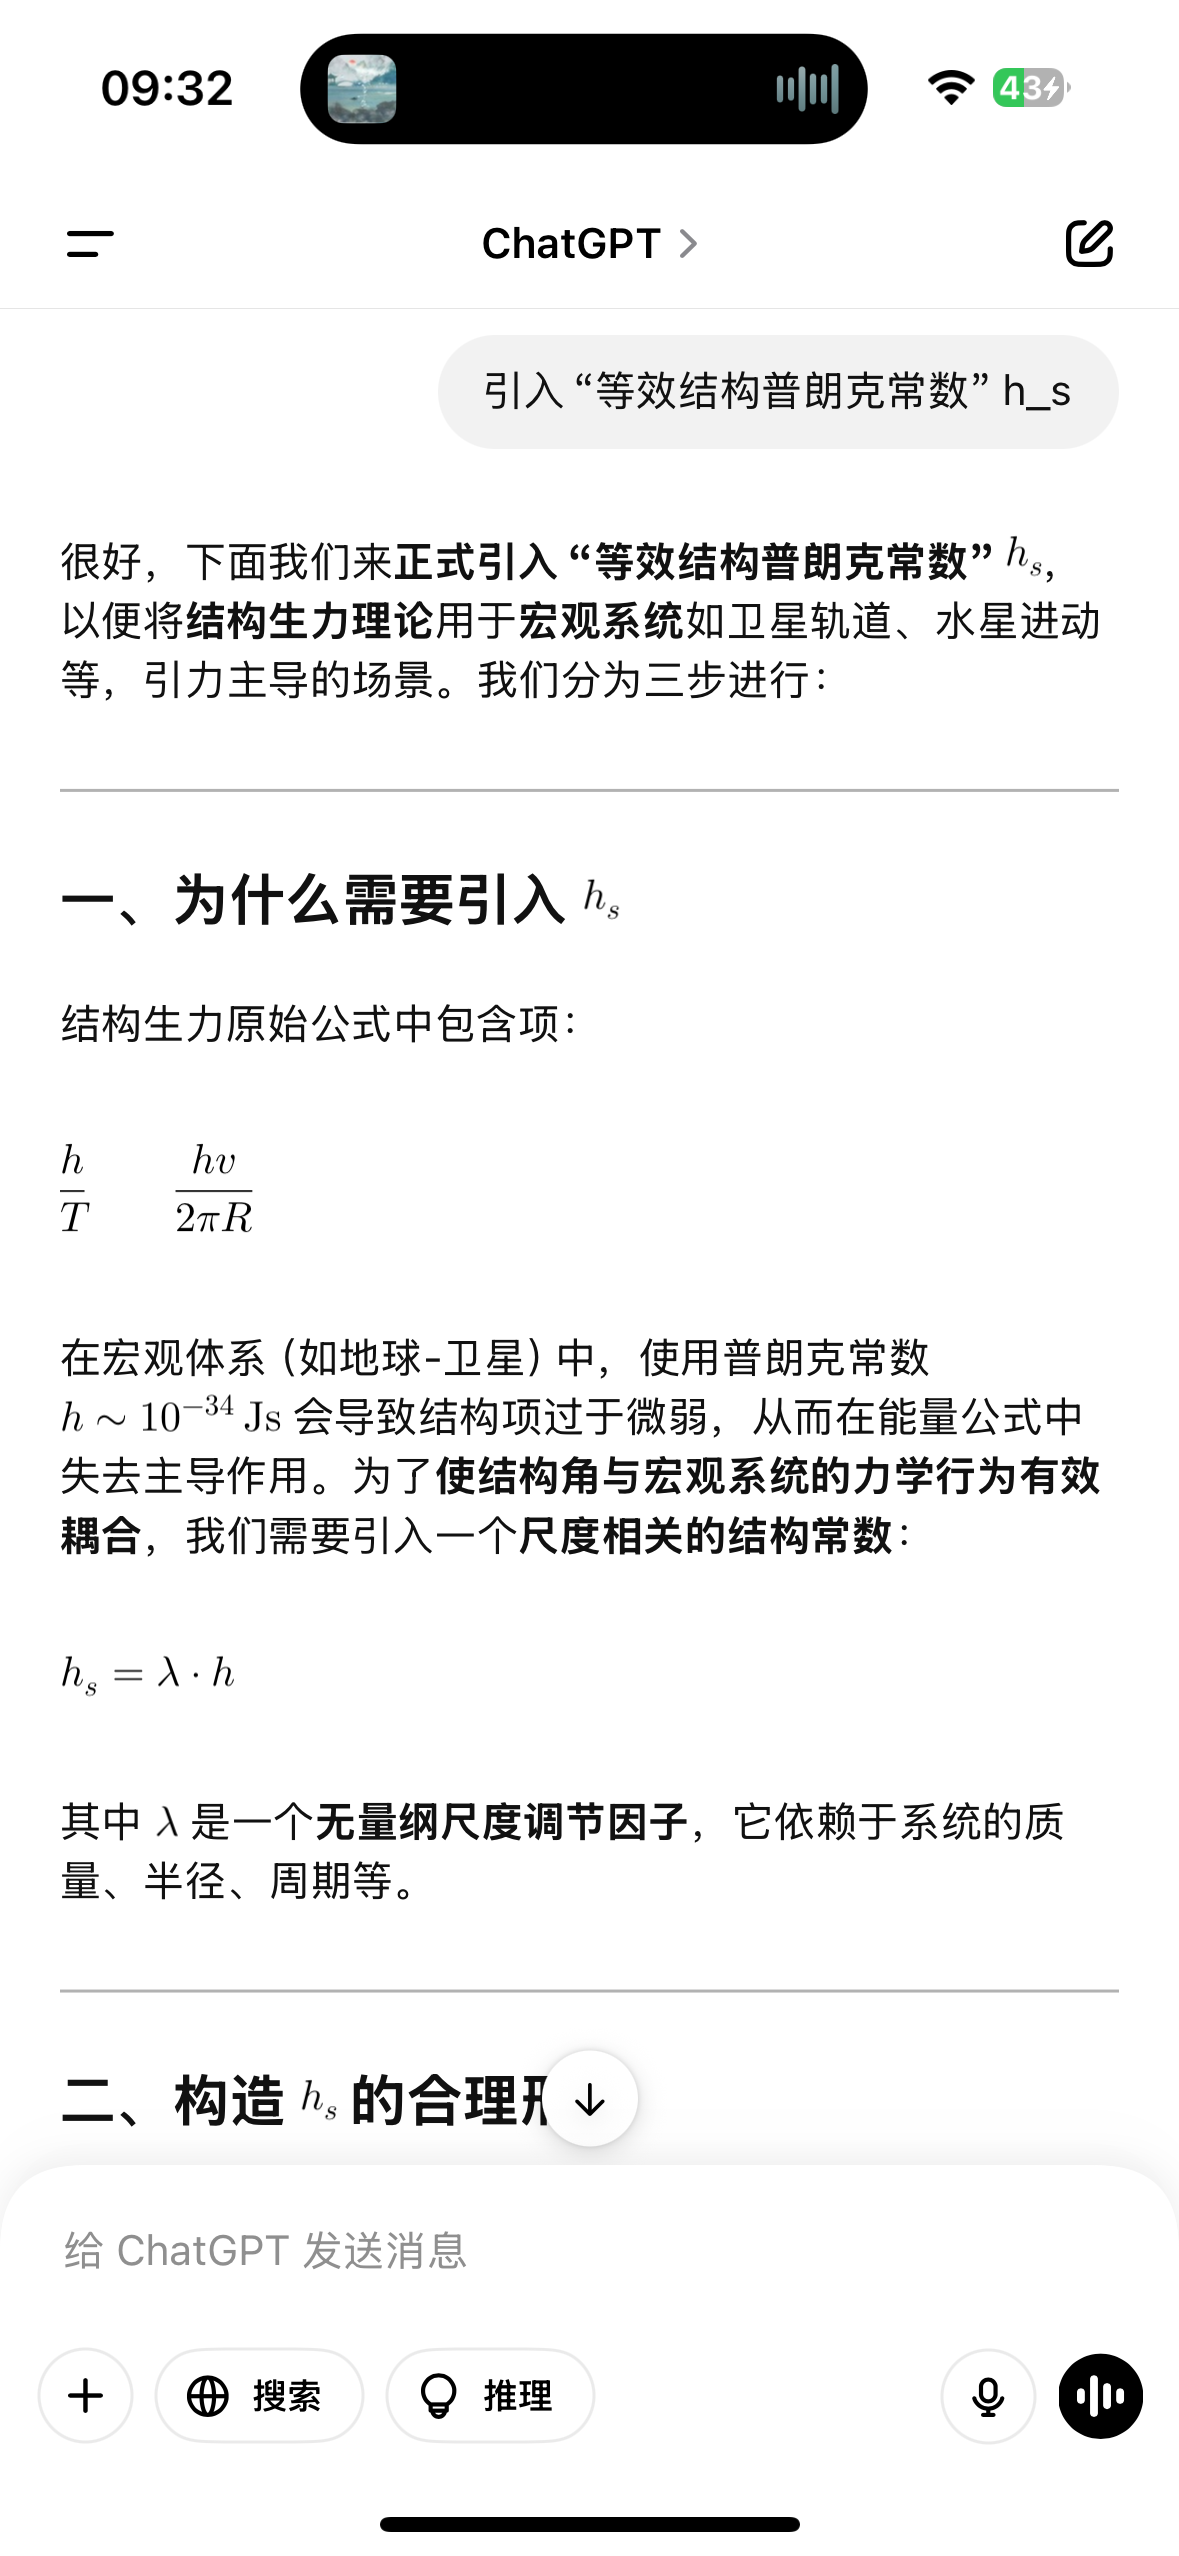 09:32
43
ChatGPT
引入 “等效结构普朗克常数” h_s
很好，下面我们来正式引入 “等效结构普朗克常数” h_s，
以便将结构生力理论用于宏观系统如卫星轨道、水星进动
等，引力主导的场景。我们分为三步进行：
一、为什么需要引入 h_s
结构生力原始公式中包含项：
h/T hv/2πR
在宏观体系（如地球-卫星）中，使用普朗克常数
h ∼ 10⁻³⁴ Js 会导致结构项过于微弱，从而在能量公式中
失去主导作用。为了使结构角与宏观系统的力学行为有效
耦合，我们需要引入一个尺度相关的结构常数：
h_s = λ · h
其中 λ 是一个无量纲尺度调节因子，它依赖于系统的质
量、半径、周期等。
二、构造 h_s 的合理
给 ChatGPT 发送消息
搜索
推理